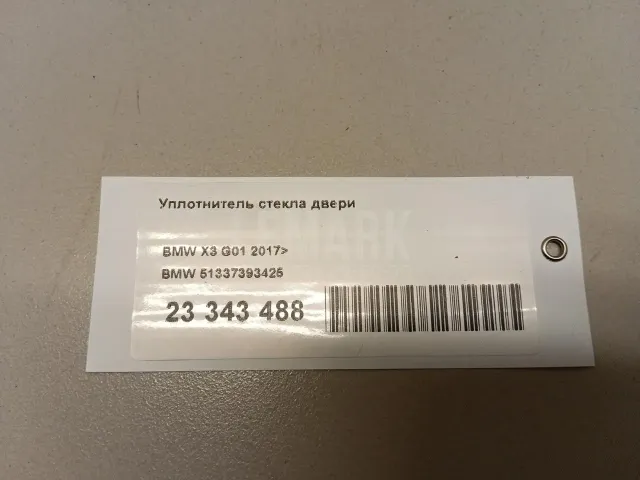 Уплотнитель стекла двери
BMW X3 G01 2017>
BMW 51337393425
23 343 488